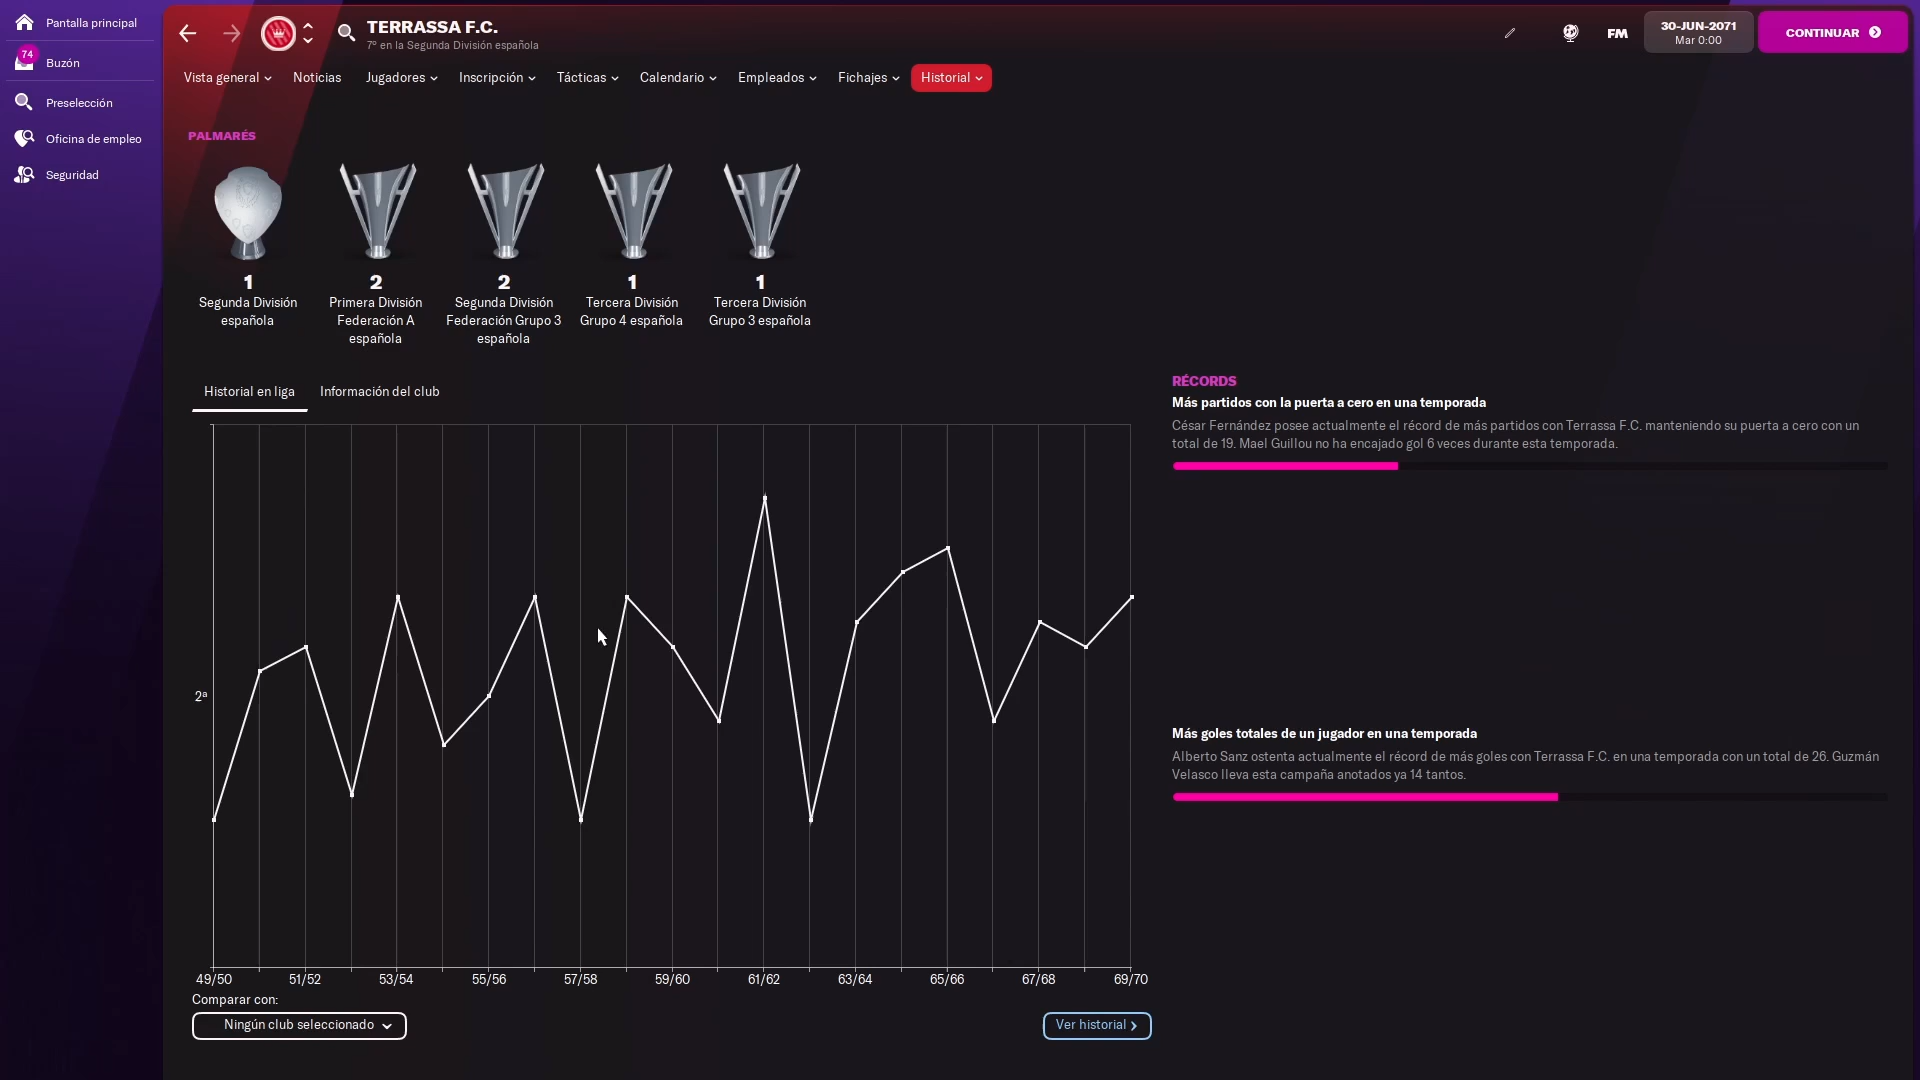 Pantalla principal
74
Buzón
Preselección
Oficina de empleo
Seguridad
TERRASSA F.C.
7º en la Segunda División española
FM
30-JUN-2071
Mar 0:00
CONTINUAR
Vista general
Noticias
Jugadores
Inscripción
Tácticas
Calendario
Empleados
Fichajes
Historial
PALMARÉS
1
Segunda División
española
2
Primera División
Federación A
española
2
Segunda División
Federación Grupo 3
española
1
Tercera División
Grupo 4 española
1
Tercera División
Grupo 3 española
Historial en liga
Información del club
2ª
49/50
51/52
53/54
55/56
57/58
59/60
61/62
63/64
65/66
67/68
69/70
Comparar con:
Ningún club seleccionado
Ver historial
RÉCORDS
Más partidos con la puerta a cero en una temporada
César Fernández posee actualmente el récord de más partidos con Terrassa F.C. manteniendo su puerta a cero con un
total de 19. Mael Guillou no ha encajado gol 6 veces durante esta temporada.
Más goles totales de un jugador en una temporada
Alberto Sanz ostenta actualmente el récord de más goles con Terrassa F.C. en una temporada con un total de 26. Guzmán
Velasco lleva esta campaña anotados ya 14 tantos.